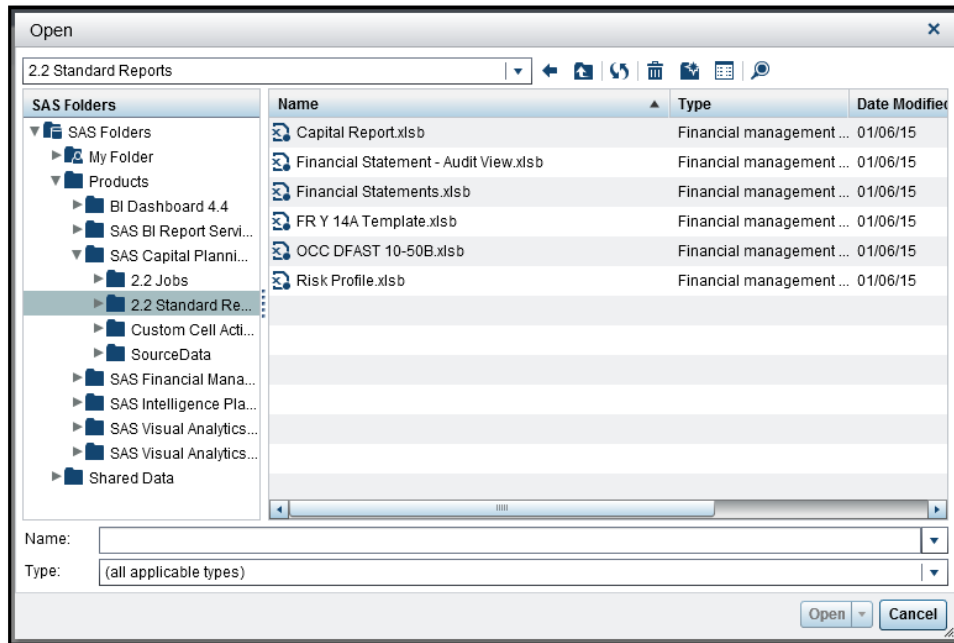 Open
2.2 Standard Reports
SAS Folders
SAS Folders
My Folder
Products
BI Dashboard 4.4
SAS BI Report Servi...
SAS Capital Planni...
2.2 Jobs
2.2 Standard Re...
Custom Cell Acti...
SourceData
SAS Financial Mana...
SAS Intelligence Pla...
SAS Visual Analytics...
SAS Visual Analytics...
Shared Data
Name Type Date Modified
Capital Report.xlsb Financial management ... 01/06/15
Financial Statement - Audit View.xlsb Financial management ... 01/06/15
Financial Statements.xlsb Financial management ... 01/06/15
FR Y 14A Template.xlsb Financial management ... 01/06/15
OCC DFAST 10-50B.xlsb Financial management ... 01/06/15
Risk Profile.xlsb Financial management ... 01/06/15
Name:
Type: (all applicable types)
Open Cancel